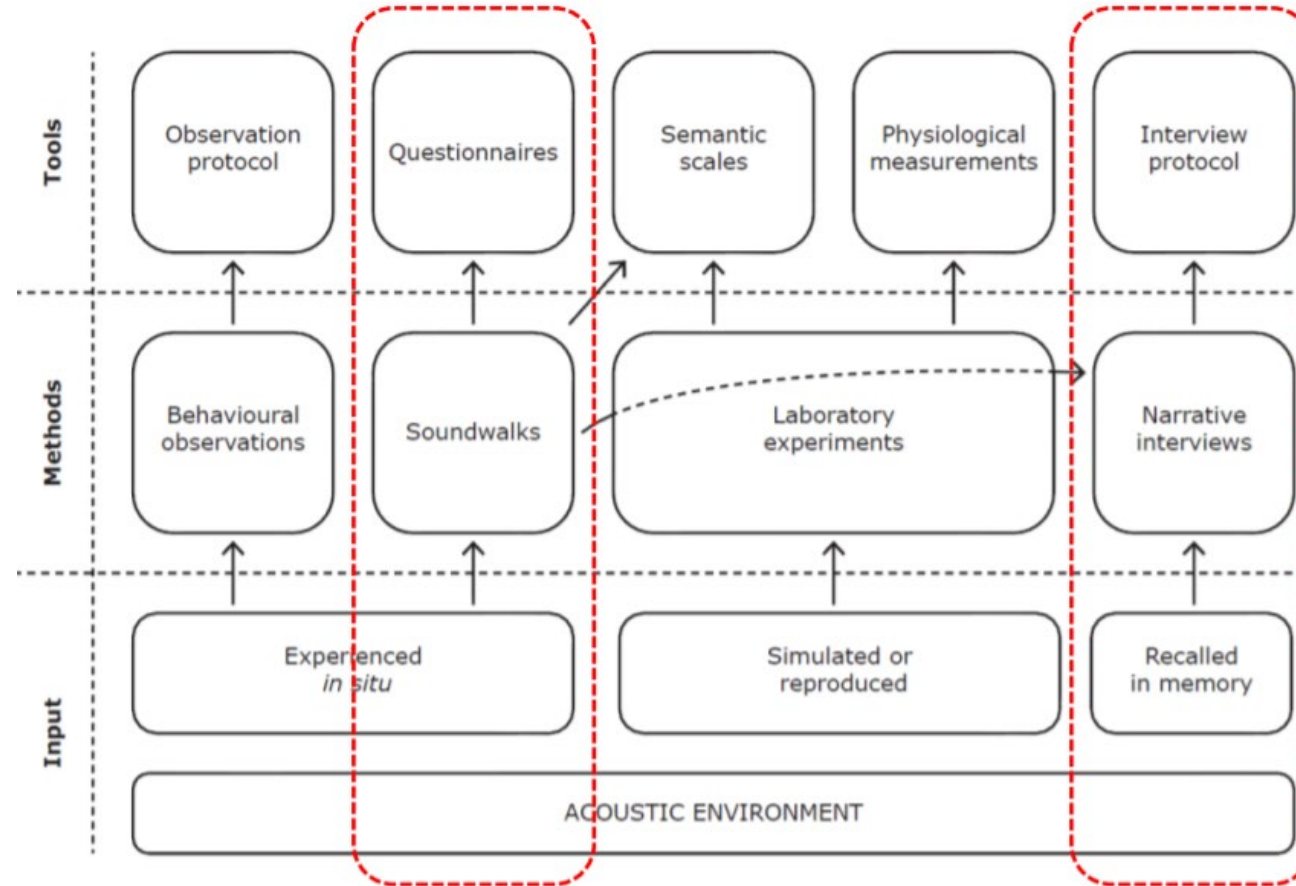 Tools
Observation
protocol
Questionnaires
Semantic
scales
Physiological
measurements
Interview
protocol
Methods
Behavioural
observations
Soundwalks
Laboratory
experiments
Narrative
interviews
Input
Experienced
in situ
Simulated or
reproduced
Recalled
in memory
ACOUSTIC ENVIRONMENT